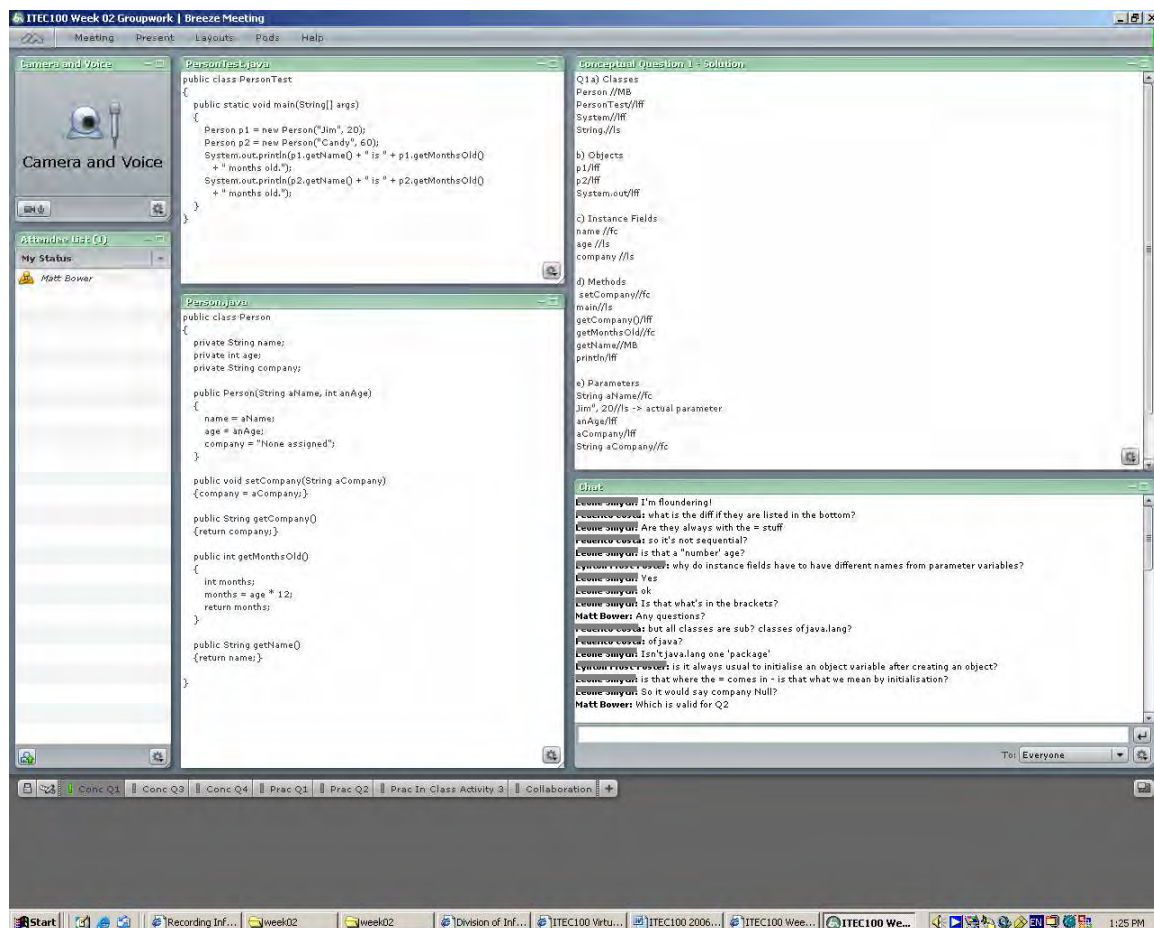 ITEC100 Week 02 Groupwork | Breeze Meeting
Meeting Present Layouts Pods Help
Camera and Voice
Camera and Voice
Attendee List (1)
My Status
Matt Bower
PersonTest.java
public class PersonTest
{
public static void main(String[] args)
{
Person p1 = new Person("Jim", 20);
Person p2 = new Person("Candy", 60);
System.out.println(p1.getName() + " is " + p1.getMonthsOld()
+ " months old.");
System.out.println(p2.getName() + " is " + p2.getMonthsOld()
+ " months old.");
}
}
Person.java
public class Person
{
private String name;
private int age;
private String company;
public Person(String aName, int anAge)
{
name = aName;
age = anAge;
company = "None assigned";
}
public void setCompany(String aCompany)
{company = aCompany;}
public String getCompany()
{return company;}
public int getMonthsOld()
{
int months;
months = age * 12;
return months;
}
public String getName()
{return name;}
}
Conceptual Question 1 - Solution
Q1a) Classes
Person //MB
PersonTest//lff
System//lff
String.//ls
b) Objects
p1/lff
p2/lff
System.out/lff
c) Instance Fields
name //fc
age //ls
company //ls
d) Methods
setCompany//fc
main//ls
getCompany()/lff
getMonthsOld//fc
getName//MB
println/lff
e) Parameters
String aName//fc
Jim", 20//ls -> actual parameter
anAge/lff
aCompany/lff
String aCompany//fc
Chat
I'm floundering!
what is the diff if they are listed in the bottom?
Are they always with the = stuff
so it's not sequential?
is that a "number' age?
why do instance fields have to have different names from parameter variables?
Yes
ok
Is that what's in the brackets?
Matt Bower: Any questions?
but all classes are sub? classes of java.lang?
of java?
Isn't java.lang one 'package'
is it always usual to initialise an object variable after creating an object?
is that where the = comes in - is that what we mean by initialisation?
So it would say company Null?
Matt Bower: Which is valid for Q2
To: Everyone
Conc Q1 Conc Q3 Conc Q4 Prac Q1 Prac Q2 Prac In Class Activity 3 Collaboration +
Start Recording Inf... week02 week02 Division of Inf... ITEC100 Virtu... ITEC100 2006... ITEC100 Wee... ITEC100 We... EN 1:25 PM